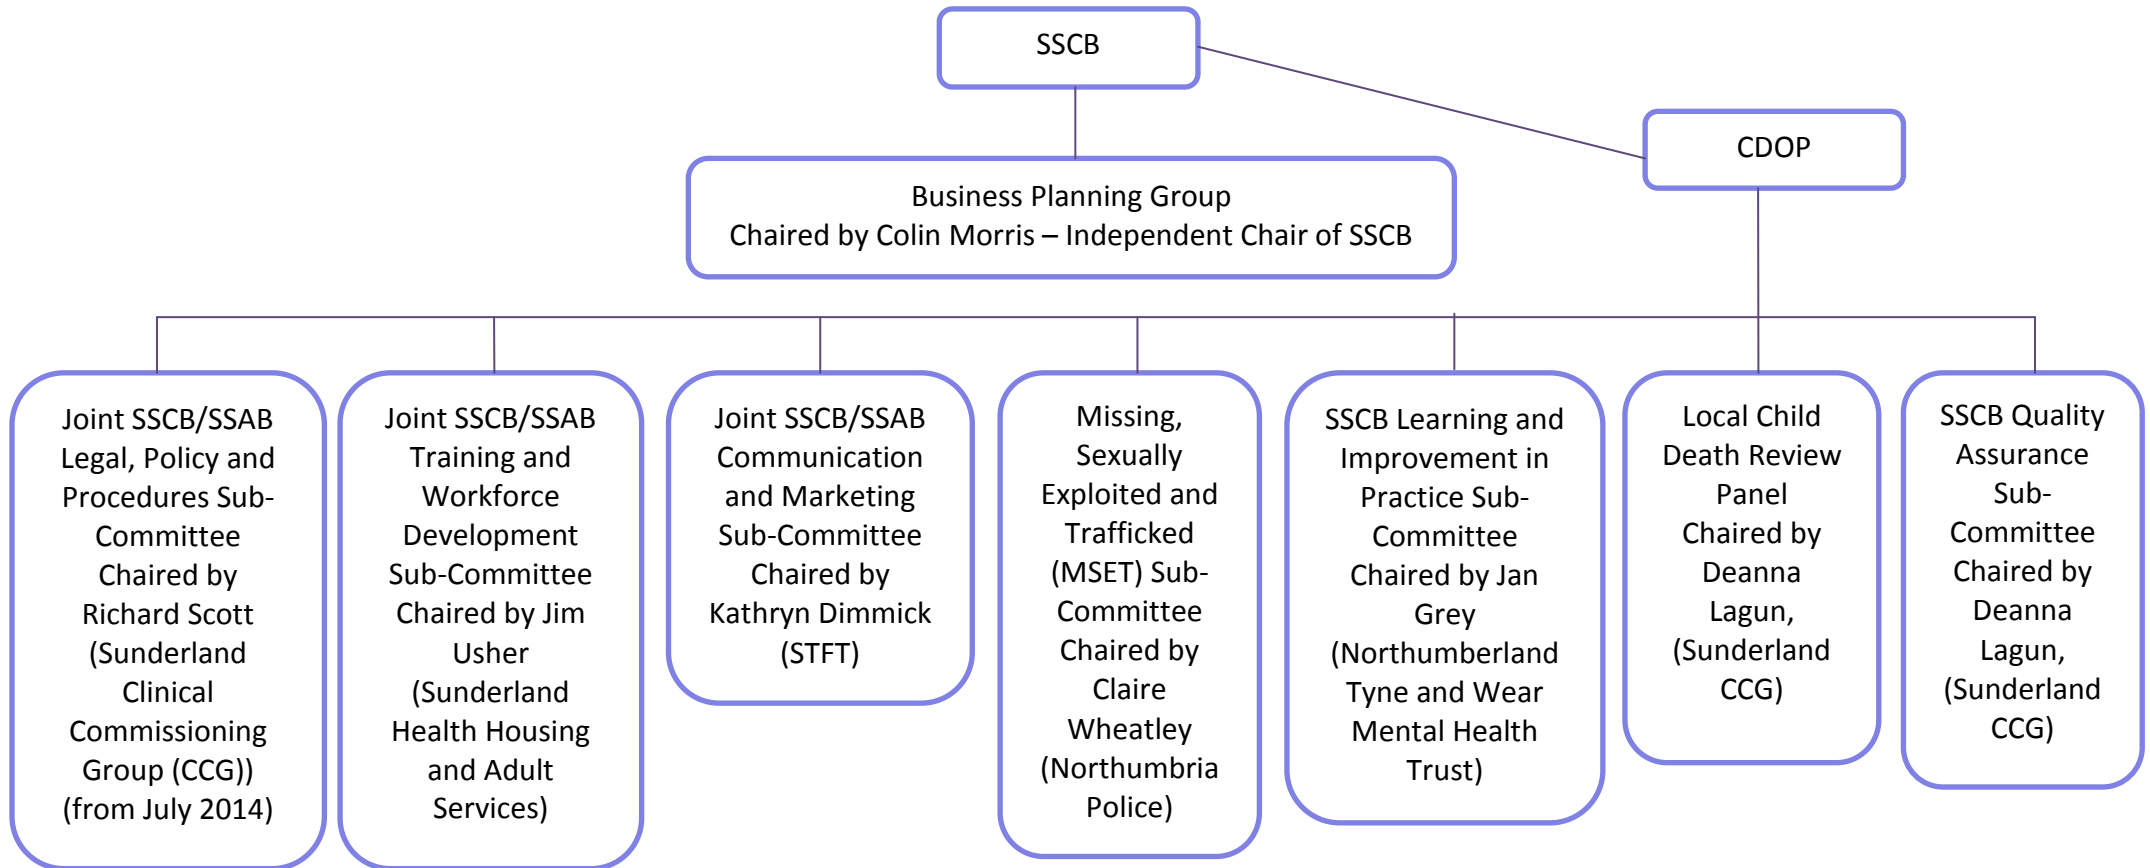 SSCB
CDOP
Business Planning Group
Chaired by Colin Morris – Independent Chair of SSCB
Joint SSCB/SSAB
Legal, Policy and
Procedures Sub-
Committee
Chaired by
Richard Scott
(Sunderland
Clinical
Commissioning
Group (CCG))
(from July 2014)
Joint SSCB/SSAB
Training and
Workforce
Development
Sub-Committee
Chaired by Jim
Usher
(Sunderland
Health Housing
and Adult
Services)
Joint SSCB/SSAB
Communication
and Marketing
Sub-Committee
Chaired by
Kathryn Dimmick
(STFT)
Missing,
Sexually
Exploited and
Trafficked
(MSET) Sub-
Committee
Chaired by
Claire
Wheatley
(Northumbria
Police)
SSCB Learning and
Improvement in
Practice Sub-
Committee
Chaired by Jan
Grey
(Northumberland
Tyne and Wear
Mental Health
Trust)
Local Child
Death Review
Panel
Chaired by
Deanna
Lagun,
(Sunderland
CCG)
SSCB Quality
Assurance
Sub-
Committee
Chaired by
Deanna
Lagun,
(Sunderland
CCG)